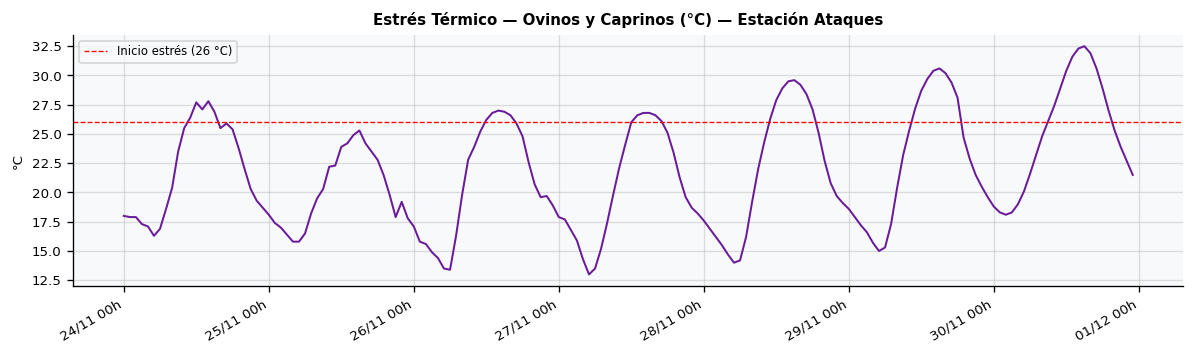 Estrés Térmico — Ovinos y Caprinos (°C) — Estación Ataques
Inicio estrés (26 °C)
°C
32.5
30.0
27.5
25.0
22.5
20.0
17.5
15.0
12.5
24/11 00h
25/11 00h
26/11 00h
27/11 00h
28/11 00h
29/11 00h
30/11 00h
01/12 00h